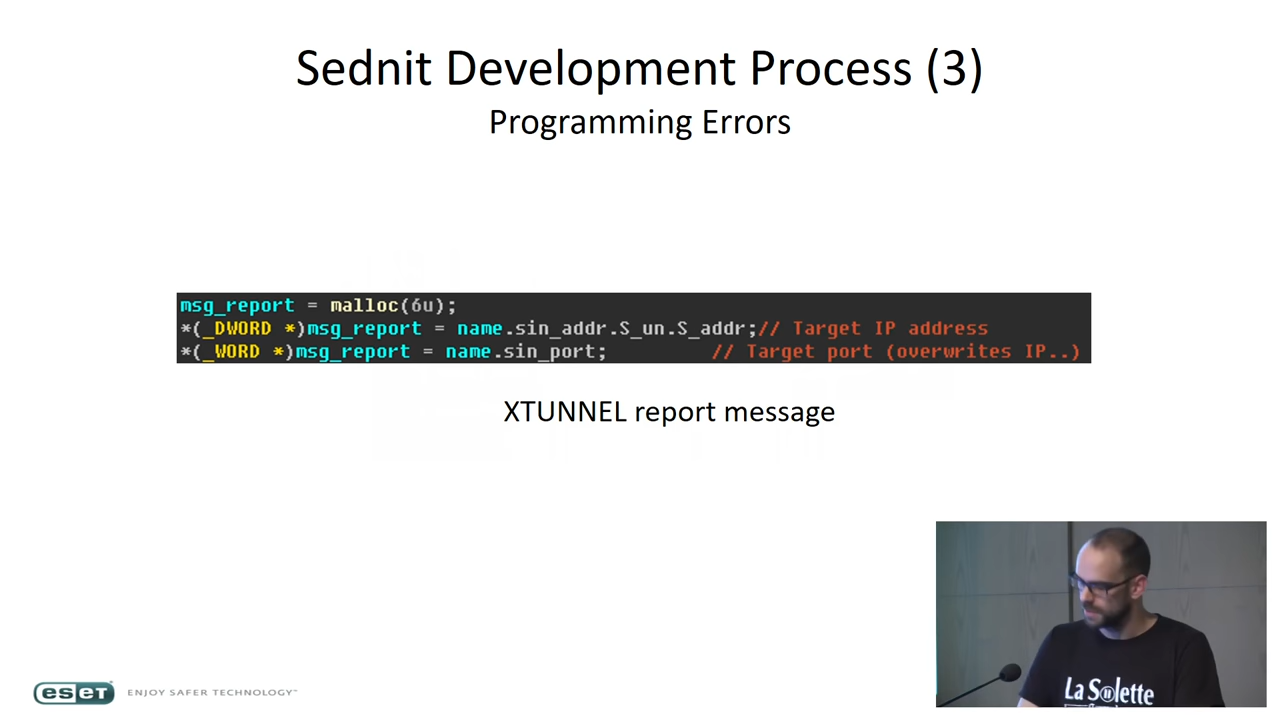 Sednit Development Process (3)
Programming Errors
msg_report = malloc(6u);
*(_DWORD *)msg_report = name.sin_addr.S_un.S_addr;// Target IP address
*(_WORD *)msg_report = name.sin_port; // Target port (overwrites IP..)
XTUNNEL report message
La Salette
eset ENJOY SAFER TECHNOLOGY™